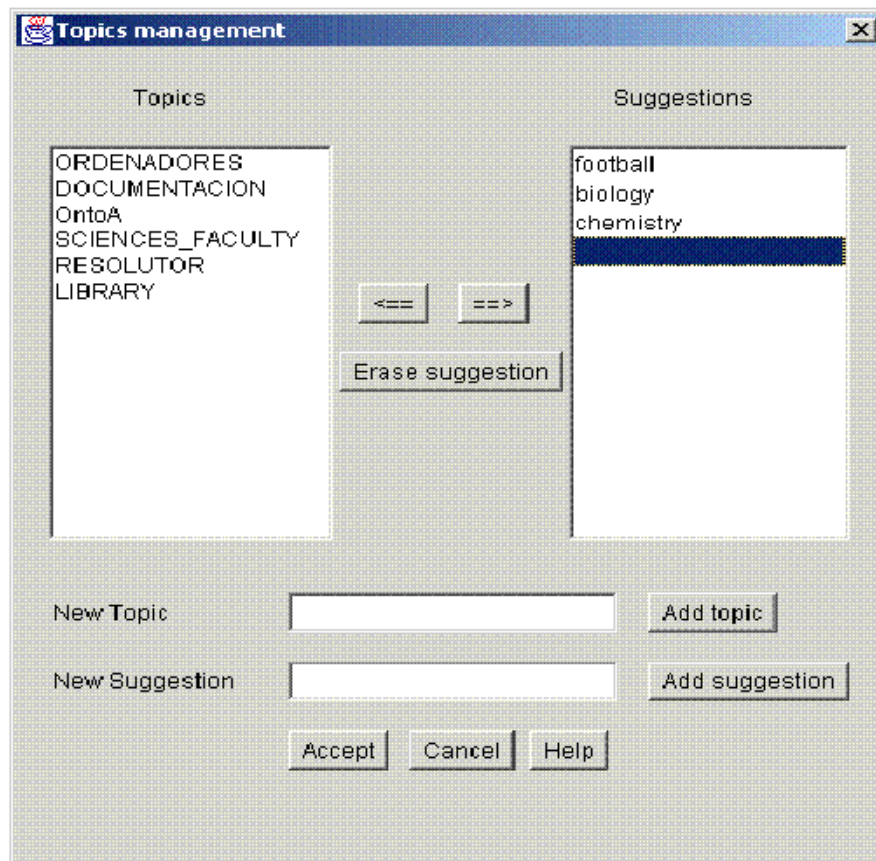 Topics management
Topics
Suggestions
ORDENADORES
DOCUMENTACION
OntoA
SCIENCES_FACULTY
RESOLUTOR
LIBRARY
football
biology
chemistry
<== ==>
Erase suggestion
New Topic
Add topic
New Suggestion
Add suggestion
Accept Cancel Help